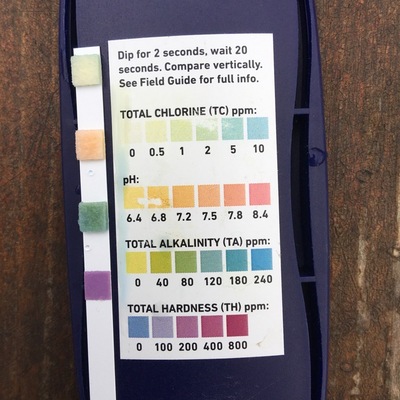 Dip for 2 seconds, wait 20
seconds. Compare vertically.
See Field Guide for full info.
TOTAL CHLORINE (TC) ppm:
0 0.5 1 2 5 10
pH:
6.4 6.8 7.2 7.5 7.8 8.4
TOTAL ALKALINITY (TA) ppm:
0 40 80 120 180 240
TOTAL HARDNESS (TH) ppm:
0 100 200 400 800